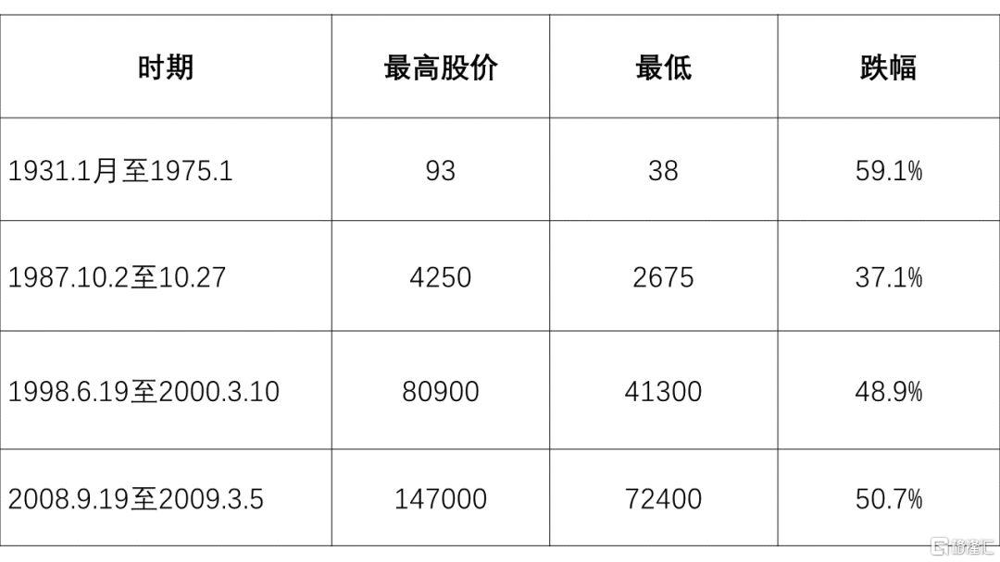 时期 最高股价 最低 跌幅
1931.1月至1975.1 93 38 59.1%
1987.10.2至10.27 4250 2675 37.1%
1998.6.19至2000.3.10 80900 41300 48.9%
2008.9.19至2009.3.5 147000 72400 50.7%
格隆汇